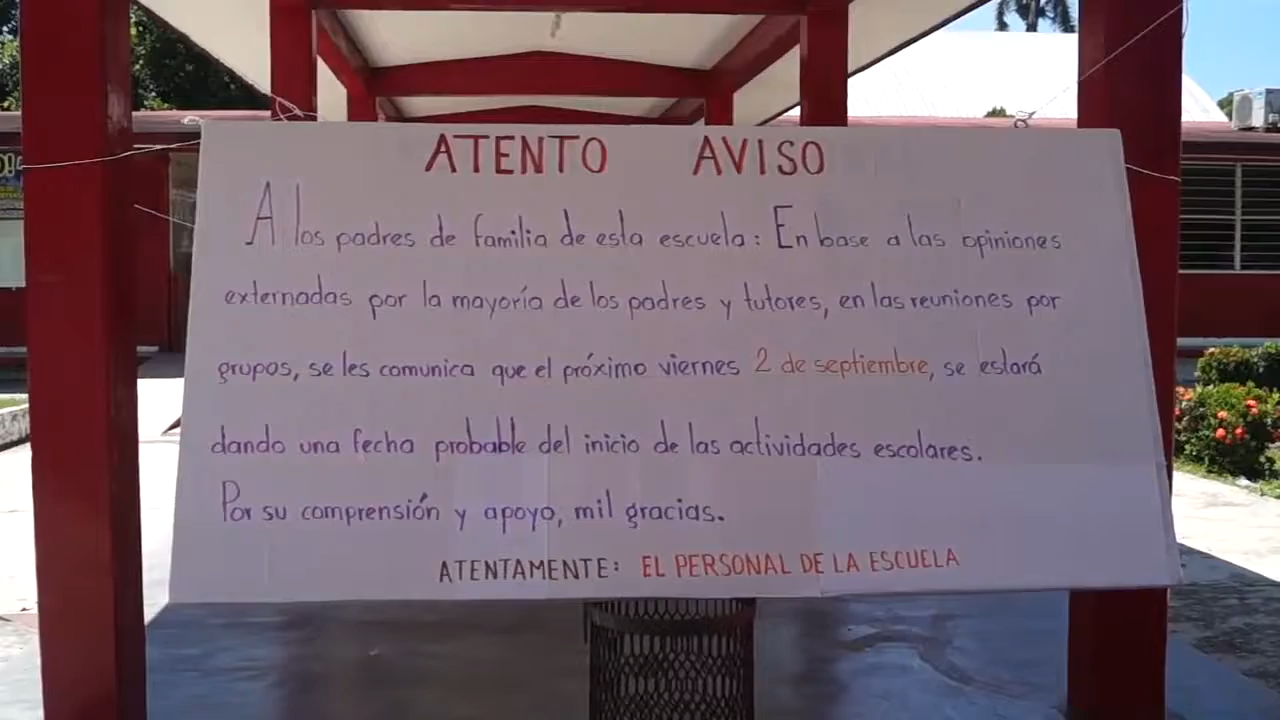 ATENTO AVISO
A los padres de familia de esta escuela: En base a las opiniones
externadas por la mayoría de los padres y tutores, en las reuniones por
grupos, se les comunica que el próximo viernes 2 de septiembre, se estará
dando una fecha probable del inicio de las actividades escolares.
Por su comprensión y apoyo, mil gracias.
ATENTAMENTE: EL PERSONAL DE LA ESCUELA